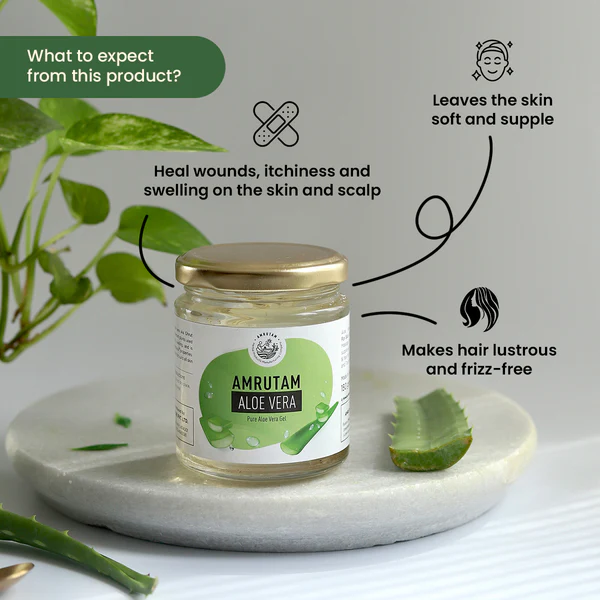 What to expect
from this product?
Leaves the skin
soft and supple
Heal wounds, itchiness and
swelling on the skin and scalp
Makes hair lustrous
and frizz-free
AMRUTAM
AMRUTAM
ALOE VERA
Pure Aloe Vera Gel